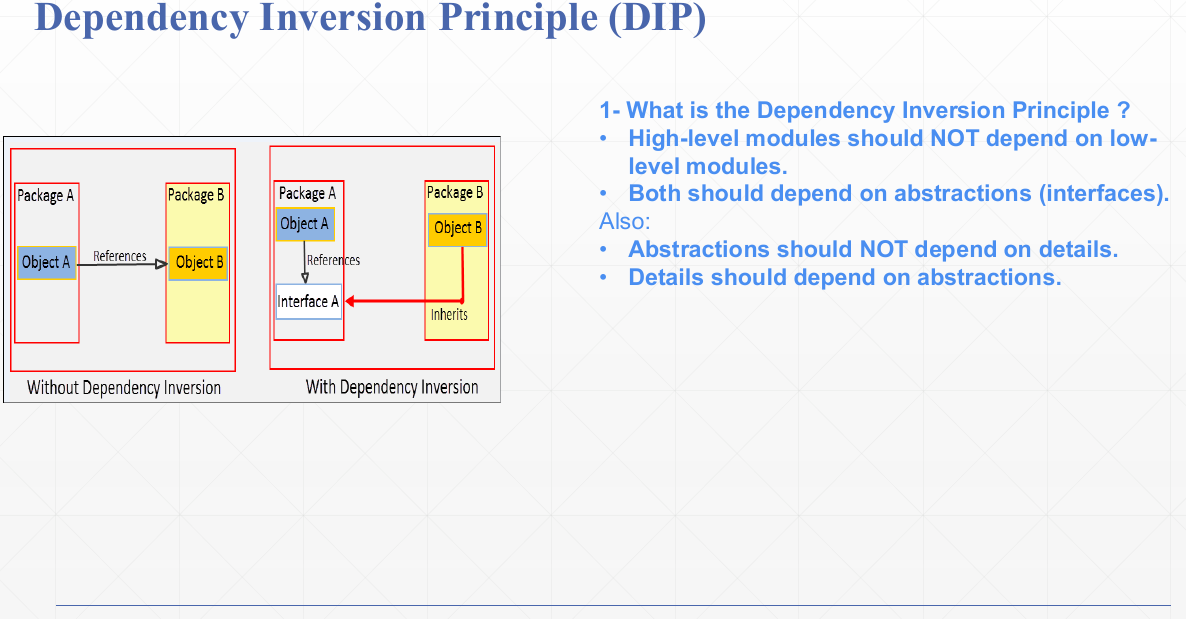 Dependency Inversion Principle (DIP)
1- What is the Dependency Inversion Principle ?
• High-level modules should NOT depend on low-
level modules.
• Both should depend on abstractions (interfaces).
Also:
• Abstractions should NOT depend on details.
• Details should depend on abstractions.
Package A
Package B
Object A
References
Object B
Without Dependency Inversion
Package A
Package B
Object A
Object B
References
Interface A
Inherits
With Dependency Inversion